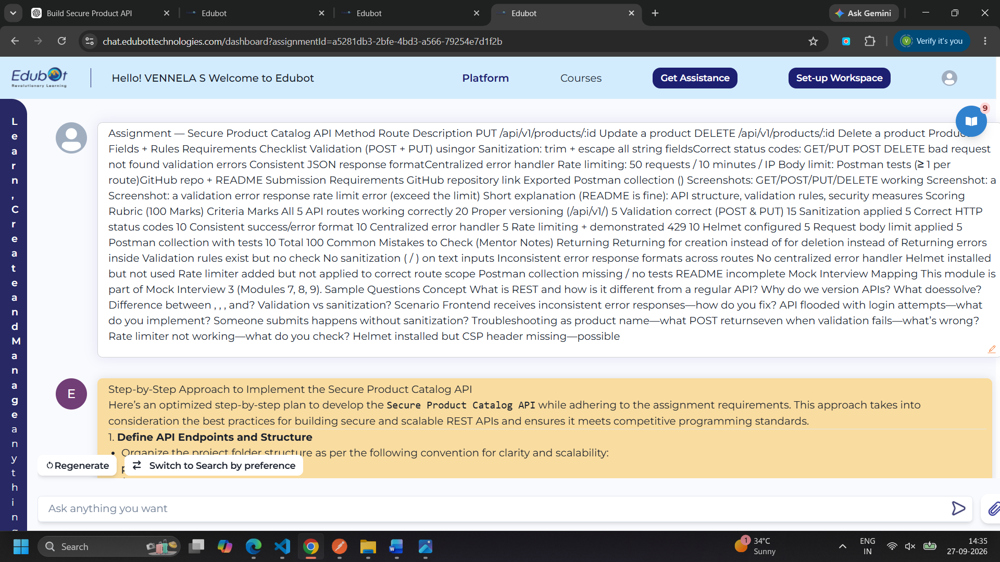 Build Secure Product API
Edubot
Edubot
Edubot
Ask Gemini
chat.edubottechnologies.com/dashboard?assignmentId=a5281db3-2bfe-4bd3-a566-79254e7d1f2b
V
Verify it's you
Edubot
Revolutionary Learning
Hello! VENNELA S Welcome to Edubot
Platform
Courses
Get Assistance
Set-up Workspace
9
Learn, Create and Manage anything
Assignment — Secure Product Catalog API Method Route Description PUT /api/v1/products/:id Update a product DELETE /api/v1/products/:id Delete a product Product
Fields + Rules Requirements Checklist Validation (POST + PUT) usingor Sanitization: trim + escape all string fieldsCorrect status codes: GET/PUT POST DELETE bad request
not found validation errors Consistent JSON response formatCentralized error handler Rate limiting: 50 requests / 10 minutes / IP Body limit: Postman tests (≥ 1 per
route)GitHub repo + README Submission Requirements GitHub repository link Exported Postman collection () Screenshots: GET/POST/PUT/DELETE working Screenshot: a
Screenshot: a validation error response rate limit error (exceed the limit) Short explanation (README is fine): API structure, validation rules, security measures Scoring
Rubric (100 Marks) Criteria Marks All 5 API routes working correctly 20 Proper versioning (/api/v1/) 5 Validation correct (POST & PUT) 15 Sanitization applied 5 Correct HTTP
status codes 10 Consistent success/error format 10 Centralized error handler 5 Rate limiting + demonstrated 429 10 Helmet configured 5 Request body limit applied 5
Postman collection with tests 10 Total 100 Common Mistakes to Check (Mentor Notes) Returning Returning for creation instead of for deletion instead of Returning errors
inside Validation rules exist but no check No sanitization ( / ) on text inputs Inconsistent error response formats across routes No centralized error handler Helmet installed
but not used Rate limiter added but not applied to correct route scope Postman collection missing / no tests README incomplete Mock Interview Mapping This module is
part of Mock Interview 3 (Modules 7, 8, 9). Sample Questions Concept What is REST and how is it different from a regular API? Why do we version APIs? What doessolve?
Difference between , , , and? Validation vs sanitization? Scenario Frontend receives inconsistent error responses—how do you fix? API flooded with login attempts—what
do you implement? Someone submits happens without sanitization? Troubleshooting as product name—what POST returnseven when validation fails—what's wrong?
Rate limiter not working—what do you check? Helmet installed but CSP header missing—possible
E
Step-by-Step Approach to Implement the Secure Product Catalog API
Here's an optimized step-by-step plan to develop the Secure Product Catalog API while adhering to the assignment requirements. This approach takes into
consideration the best practices for building secure and scalable REST APIs and ensures it meets competitive programming standards.
1. Define API Endpoints and Structure
• Organize the project folder structure as per the following convention for clarity and scalability:
Regenerate
Switch to Search by preference
Ask anything you want
Search
1
34°C
Sunny
ENG
IN
14:35
27-09-2026